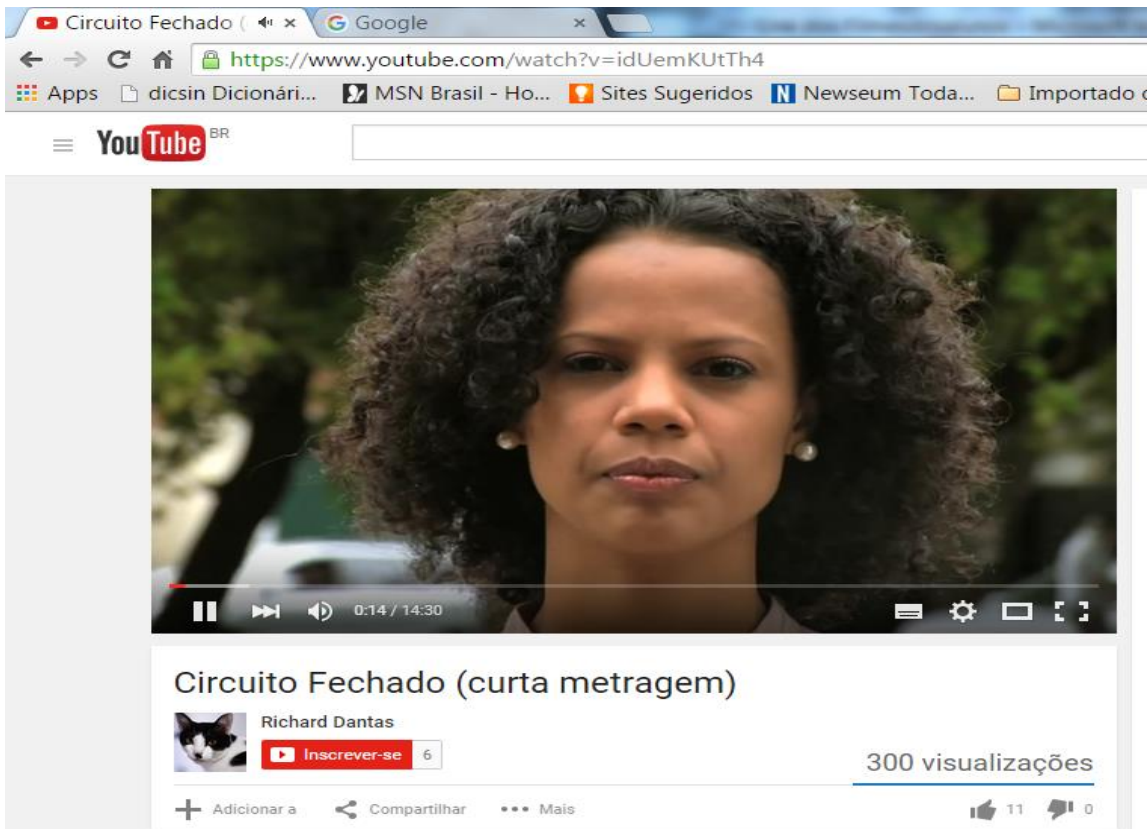 Circuito Fechado (
Google
https://www.youtube.com/watch?v=idUemKUtTh4
Apps dicsin Dicionári... MSN Brasil - Ho... Sites Sugeridos Newseum Toda... Importado
YouTube BR
0:14 / 14:30
Circuito Fechado (curta metragem)
Richard Dantas
Inscrever-se 6
300 visualizações
Adicionar a Compartilhar Mais 11 0